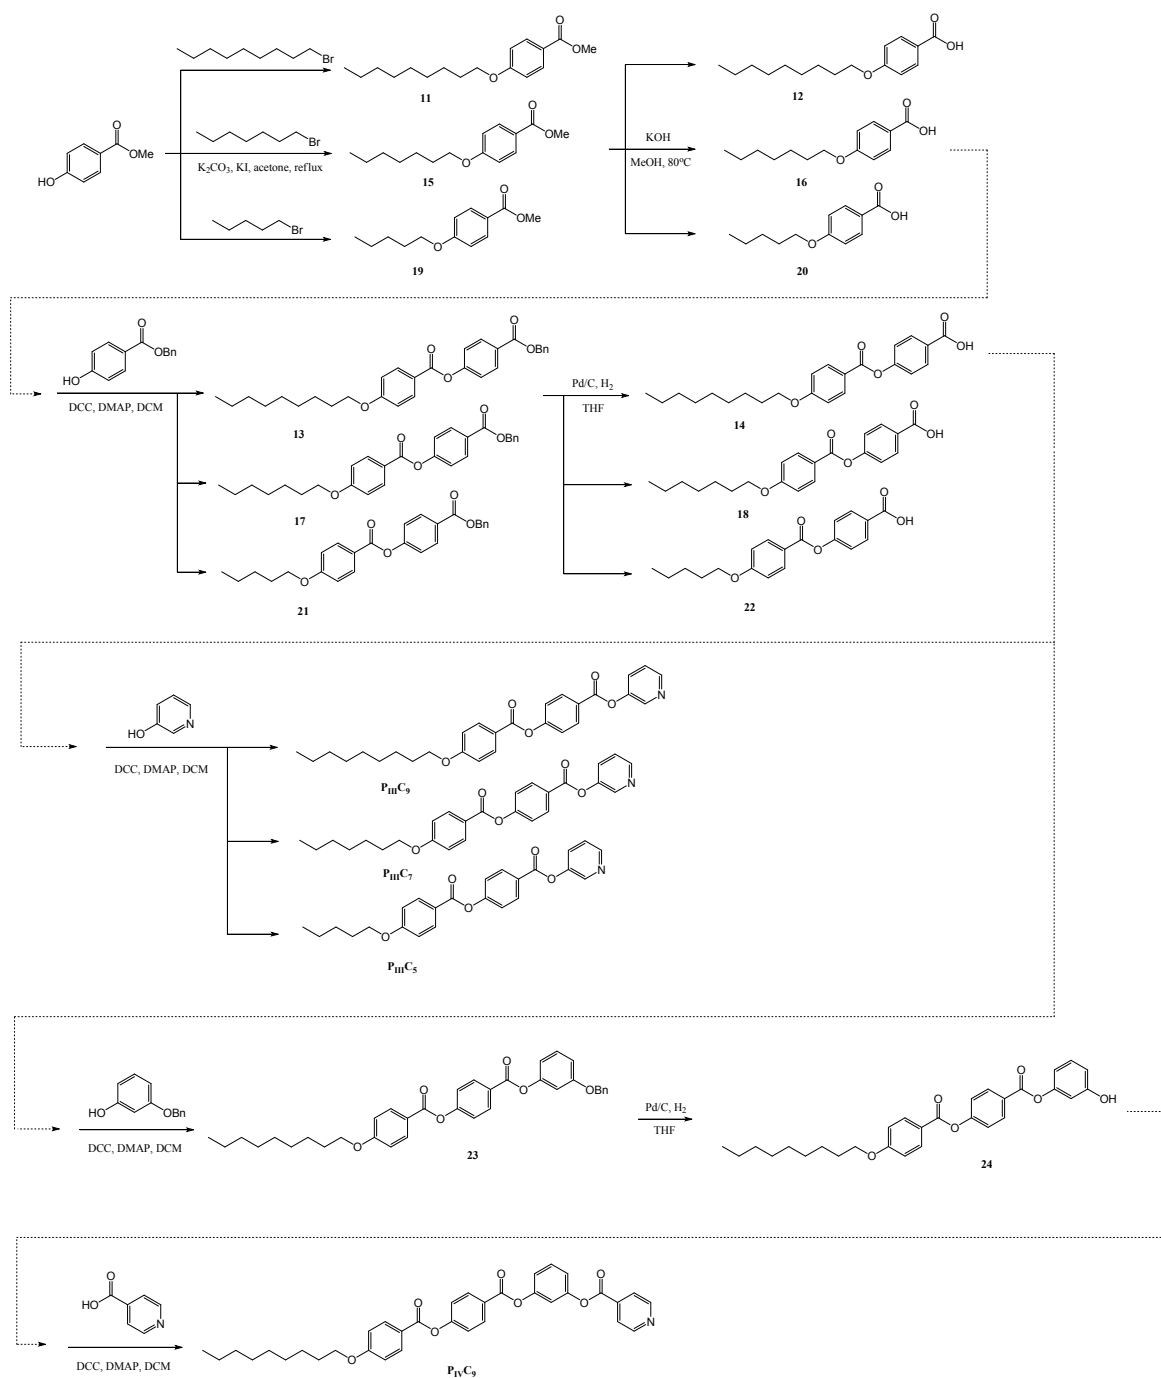 Br
O
OMe
O
11
O
OH
O
12
O
OMe
HO
Br
K2CO3, KI, acetone, reflux
O
OMe
O
15
KOH
MeOH, 80ºC
O
OH
O
16
Br
O
OMe
O
19
O
OH
O
20
O
OBn
HO
DCC, DMAP, DCM
O
OBn
O
O
O
13
Pd/C, H2
THF
O
OH
O
O
O
14
O
OBn
O
O
O
17
O
OH
O
O
O
18
O
OBn
O
O
O
21
O
OH
O
O
O
22
HO
N
DCC, DMAP, DCM
O
O
N
O
O
O
PIIIC9
O
O
N
O
O
O
PIIIC7
O
O
N
O
O
O
PIIIC5
HO
OBn
DCC, DMAP, DCM
O
O
OBn
O
O
O
23
Pd/C, H2
THF
O
O
OH
O
O
O
24
O
HO
N
DCC, DMAP, DCM
O
O
O
O
O
O
O
N
PIVC9